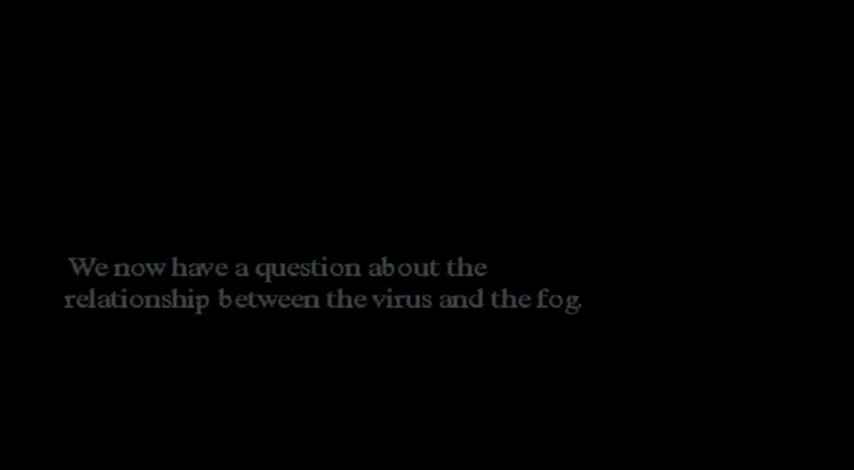 We now have a question about the
relationship between the virus and the fog.